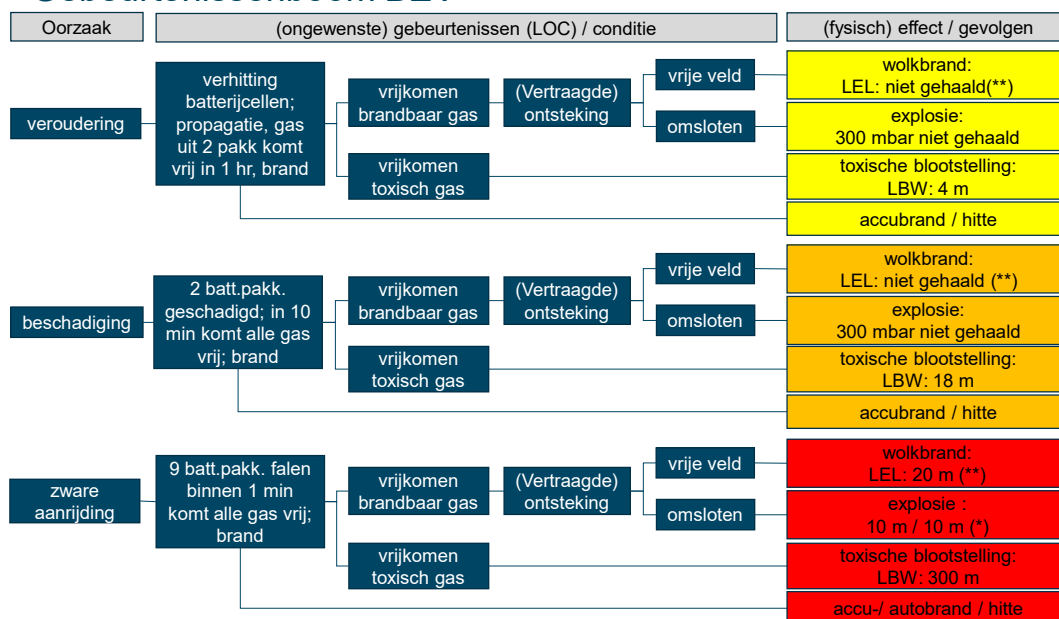 Oorzaak
(ongewenste) gebeurtenissen (LOC) / conditie
(fysisch) effect / gevolgen
veroudering
verhitting
batterijcellen;
propagatie, gas
uit 2 pakk komt
vrij in 1 hr, brand
vrijkomen
brandbaar gas
(Vertraagde)
ontsteking
vrije veld
omsloten
vrijkomen
toxisch gas
wolkbrand:
LEL: niet gehaald(**)
explosie:
300 mbar niet gehaald
toxische blootstelling:
LBW: 4 m
accubrand / hitte
beschadiging
2 batt.pakk.
geschadigd; in 10
min komt alle gas
vrij; brand
vrijkomen
brandbaar gas
(Vertraagde)
ontsteking
vrije veld
omsloten
vrijkomen
toxisch gas
wolkbrand:
LEL: niet gehaald (**)
explosie:
300 mbar niet gehaald
toxische blootstelling:
LBW: 18 m
accubrand / hitte
zware
aanrijding
9 batt.pakk. falen
binnen 1 min
komt alle gas vrij;
brand
vrijkomen
brandbaar gas
(Vertraagde)
ontsteking
vrije veld
omsloten
vrijkomen
toxisch gas
wolkbrand:
LEL: 20 m (**)
explosie :
10 m / 10 m (*)
toxische blootstelling:
LBW: 300 m
accu-/ autobrand / hitte